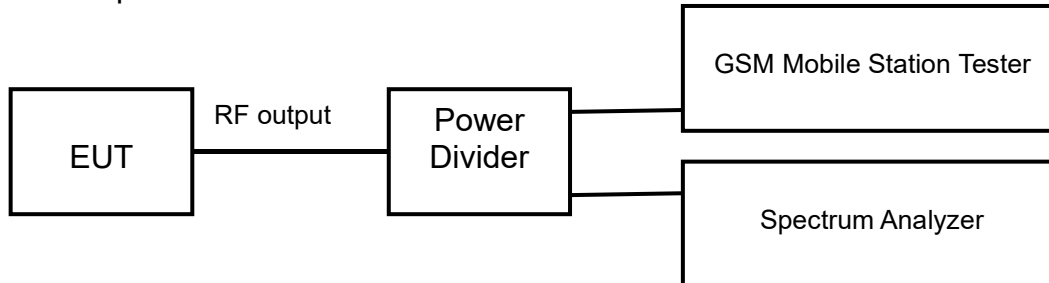 EUT
RF output
Power
Divider
GSM Mobile Station Tester
Spectrum Analyzer